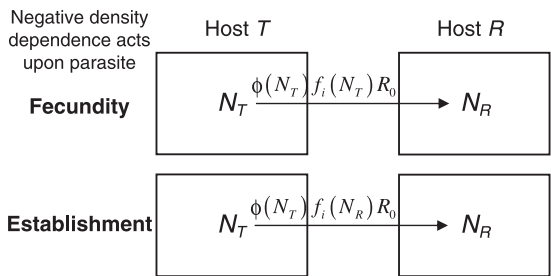 Negative density
dependence acts
upon parasite
Host T
Host R
Fecundity
N_T
ϕ(N_T) f_i(N_T) R_0
N_R
Establishment
N_T
ϕ(N_T) f_i(N_R) R_0
N_R